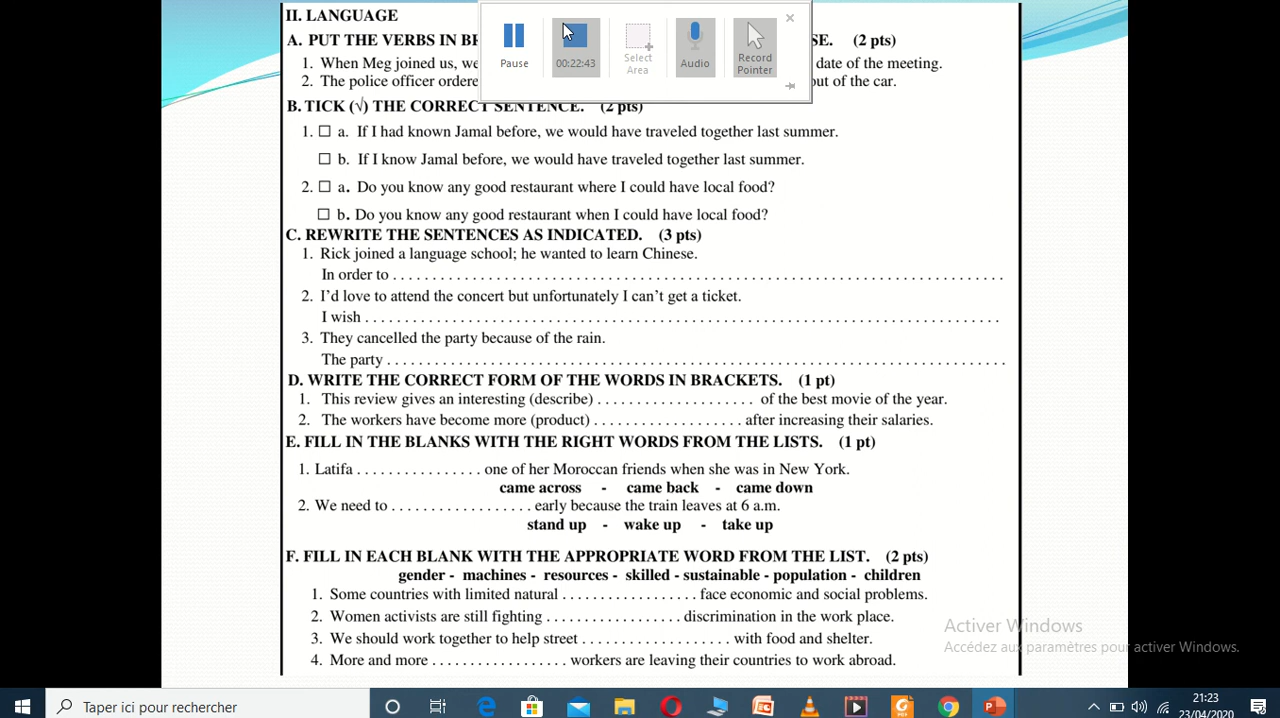 II. LANGUAGE
A. PUT THE VERBS IN SE. (2 pts)
1. When Meg joined us, we date of the meeting.
2. The police officer ordere out of the car.
Pause
00:22:43
Select Area
Audio
Record Pointer
B. TICK (√) THE CORRECT SENTENCE. (2 pts)
1. ☐ a. If I had known Jamal before, we would have traveled together last summer.
☐ b. If I know Jamal before, we would have traveled together last summer.
2. ☐ a. Do you know any good restaurant where I could have local food?
☐ b. Do you know any good restaurant when I could have local food?
C. REWRITE THE SENTENCES AS INDICATED. (3 pts)
1. Rick joined a language school; he wanted to learn Chinese.
In order to . . . . . . . . . . . . . . . . . . . .
2. I’d love to attend the concert but unfortunately I can’t get a ticket.
I wish . . . . . . . . . . . . . . . . . . . .
3. They cancelled the party because of the rain.
The party . . . . . . . . . . . . . . . . . . . .
D. WRITE THE CORRECT FORM OF THE WORDS IN BRACKETS. (1 pt)
1. This review gives an interesting (describe) . . . . . . . . . . . . . . . . . . . . of the best movie of the year.
2. The workers have become more (product) . . . . . . . . . . . . . . . . . . . after increasing their salaries.
E. FILL IN THE BLANKS WITH THE RIGHT WORDS FROM THE LISTS. (1 pt)
1. Latifa . . . . . . . . . . . . . . . . one of her Moroccan friends when she was in New York.
came across - came back - came down
2. We need to . . . . . . . . . . . . . . . . . . early because the train leaves at 6 a.m.
stand up - wake up - take up
F. FILL IN EACH BLANK WITH THE APPROPRIATE WORD FROM THE LIST. (2 pts)
gender - machines - resources - skilled - sustainable - population - children
1. Some countries with limited natural . . . . . . . . . . . . . . . . . face economic and social problems.
2. Women activists are still fighting . . . . . . . . . . . . . . . . . discrimination in the work place.
3. We should work together to help street . . . . . . . . . . . . . . . . . . . with food and shelter.
4. More and more . . . . . . . . . . . . . . . . . workers are leaving their countries to work abroad.
Activer Windows
Accédez aux paramètres pour activer Windows.
Taper ici pour rechercher
21:23
23/04/2020